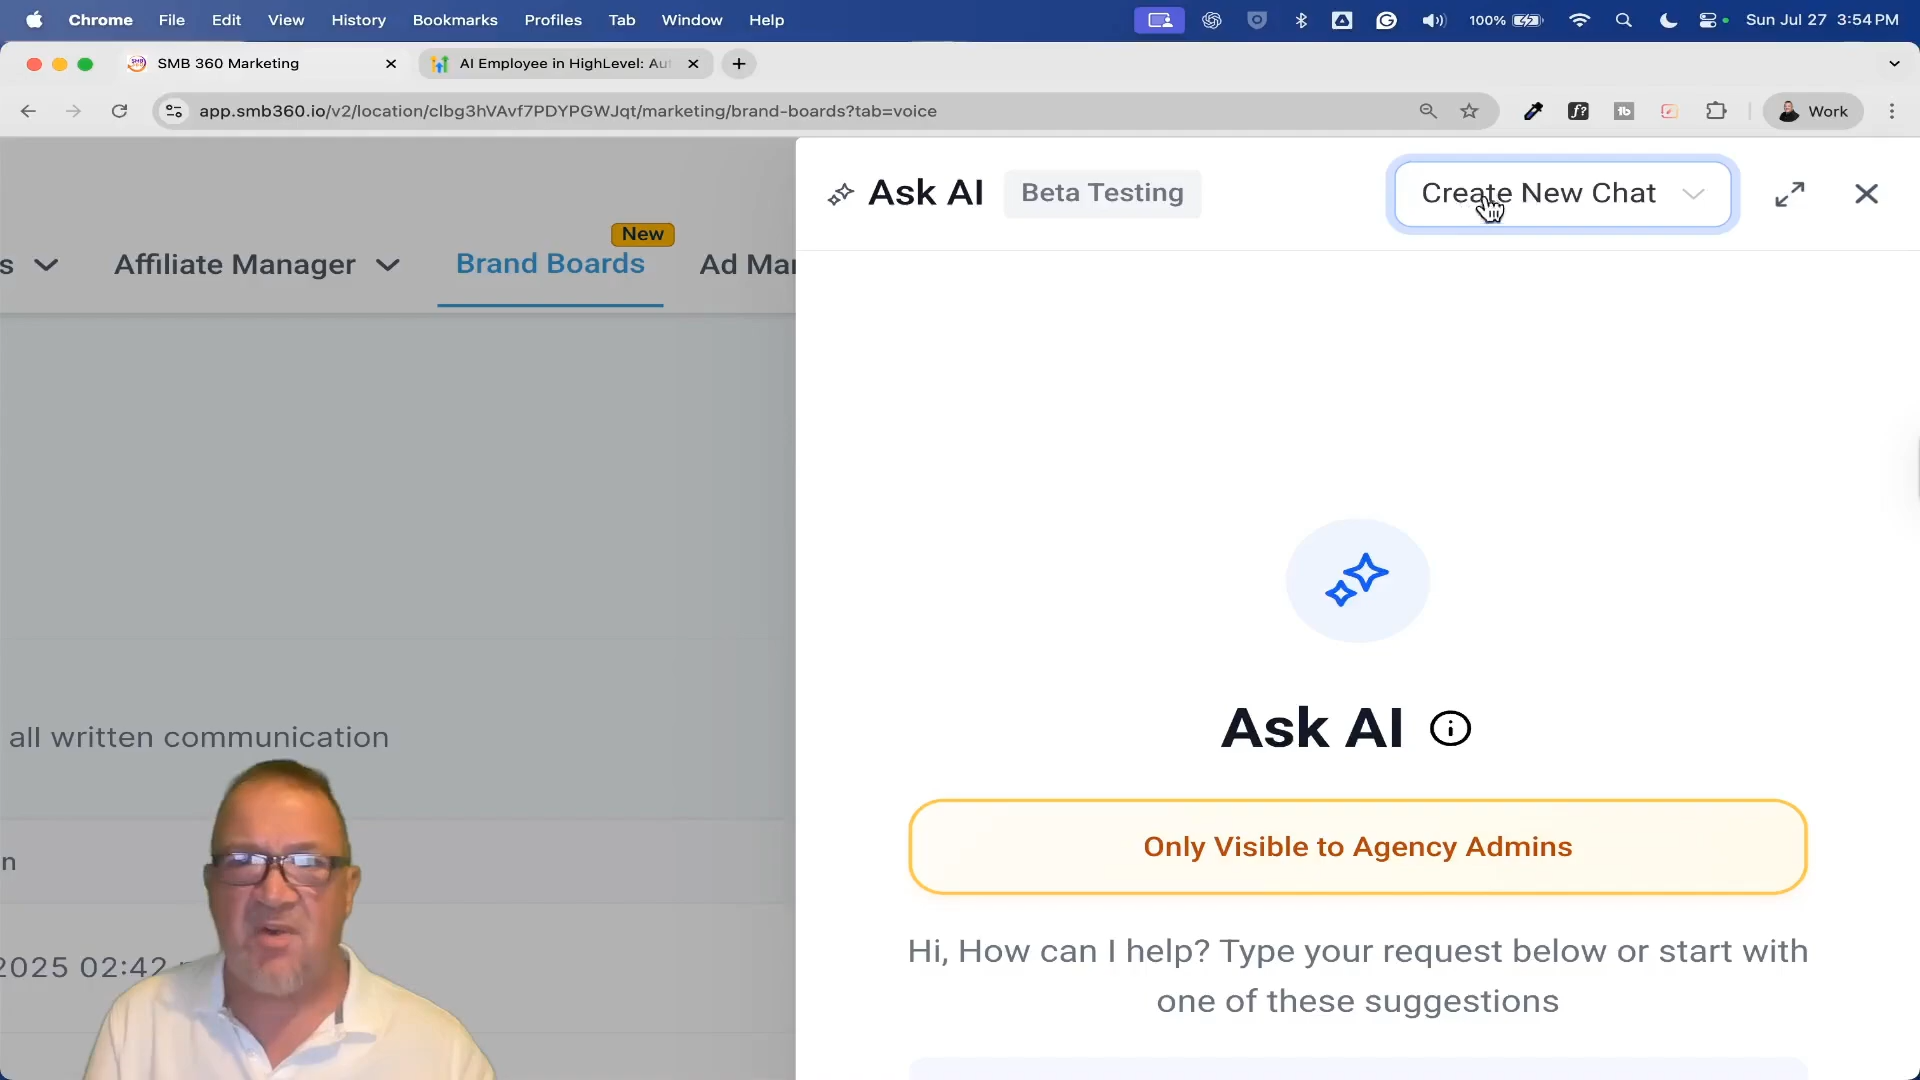 Chrome File Edit View History Bookmarks Profiles Tab Window Help 100% Sun Jul 27 3:54 PM
SMB 360 Marketing AI Employee in HighLevel: Au
app.smb360.io/v2/location/clbg3hVAvf7PDYPGWJqt/marketing/brand-boards?tab=voice Work
Ask AI Beta Testing Create New Chat
New
s Affiliate Manager Brand Boards Ad Ma
Ask AI
all written communication
Only Visible to Agency Admins
n
Hi, How can I help? Type your request below or start with
2025 02:42
one of these suggestions